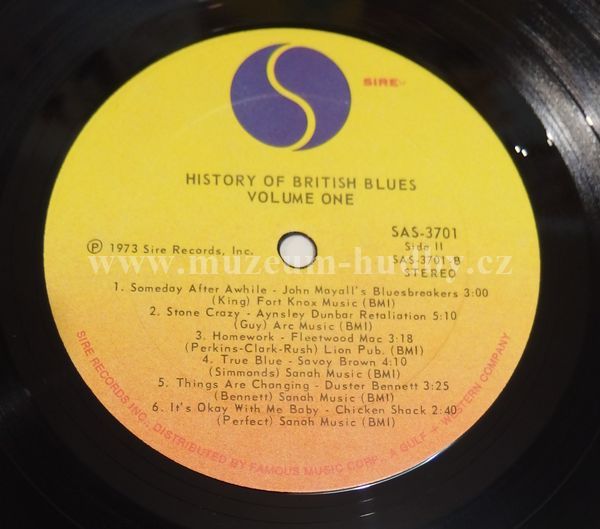 SIRE
HISTORY OF BRITISH BLUES
VOLUME ONE
SAS-3701
Side II
SAS-3701-B
STEREO
Ⓟ 1973 Sire Records, Inc.
www.muzeum-hudby.cz
1. Someday After Awhile - John Mayall's Bluesbreakers 3:00
(King) Fort Knox Music (BMI)
2. Stone Crazy - Aynsley Dunbar Retaliation 5:10
(Guy) Arc Music (BMI)
3. Homework - Fleetwood Mac 3:18
(Perkins-Clark-Rush) Lion Pub. (BMI)
4. True Blue - Savoy Brown 4:10
(Simmonds) Sanah Music (BMI)
5. Things Are Changing - Duster Bennett 3:25
(Bennett) Sanah Music (BMI)
6. It's Okay With Me Baby - Chicken Shack 2:40
(Perfect) Sanah Music (BMI)
SIRE RECORDS INC., DISTRIBUTED BY FAMOUS MUSIC CORP., A GULF + WESTERN COMPANY